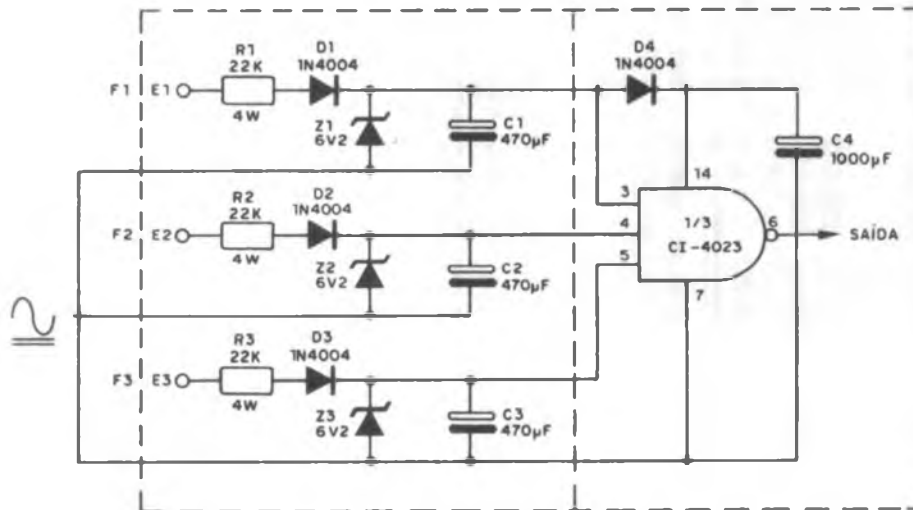 F1
E1
R1
22K
4W
D1
1N4004
Z1
6V2
C1
470µF
D4
1N4004
C4
1000µF
F2
E2
R2
22K
4W
D2
1N4004
Z2
6V2
C2
470µF
3
4
5
14
7
6
1/3
CI-4023
SAÍDA
F3
E3
R3
22K
4W
D3
1N4004
Z3
6V2
C3
470µF